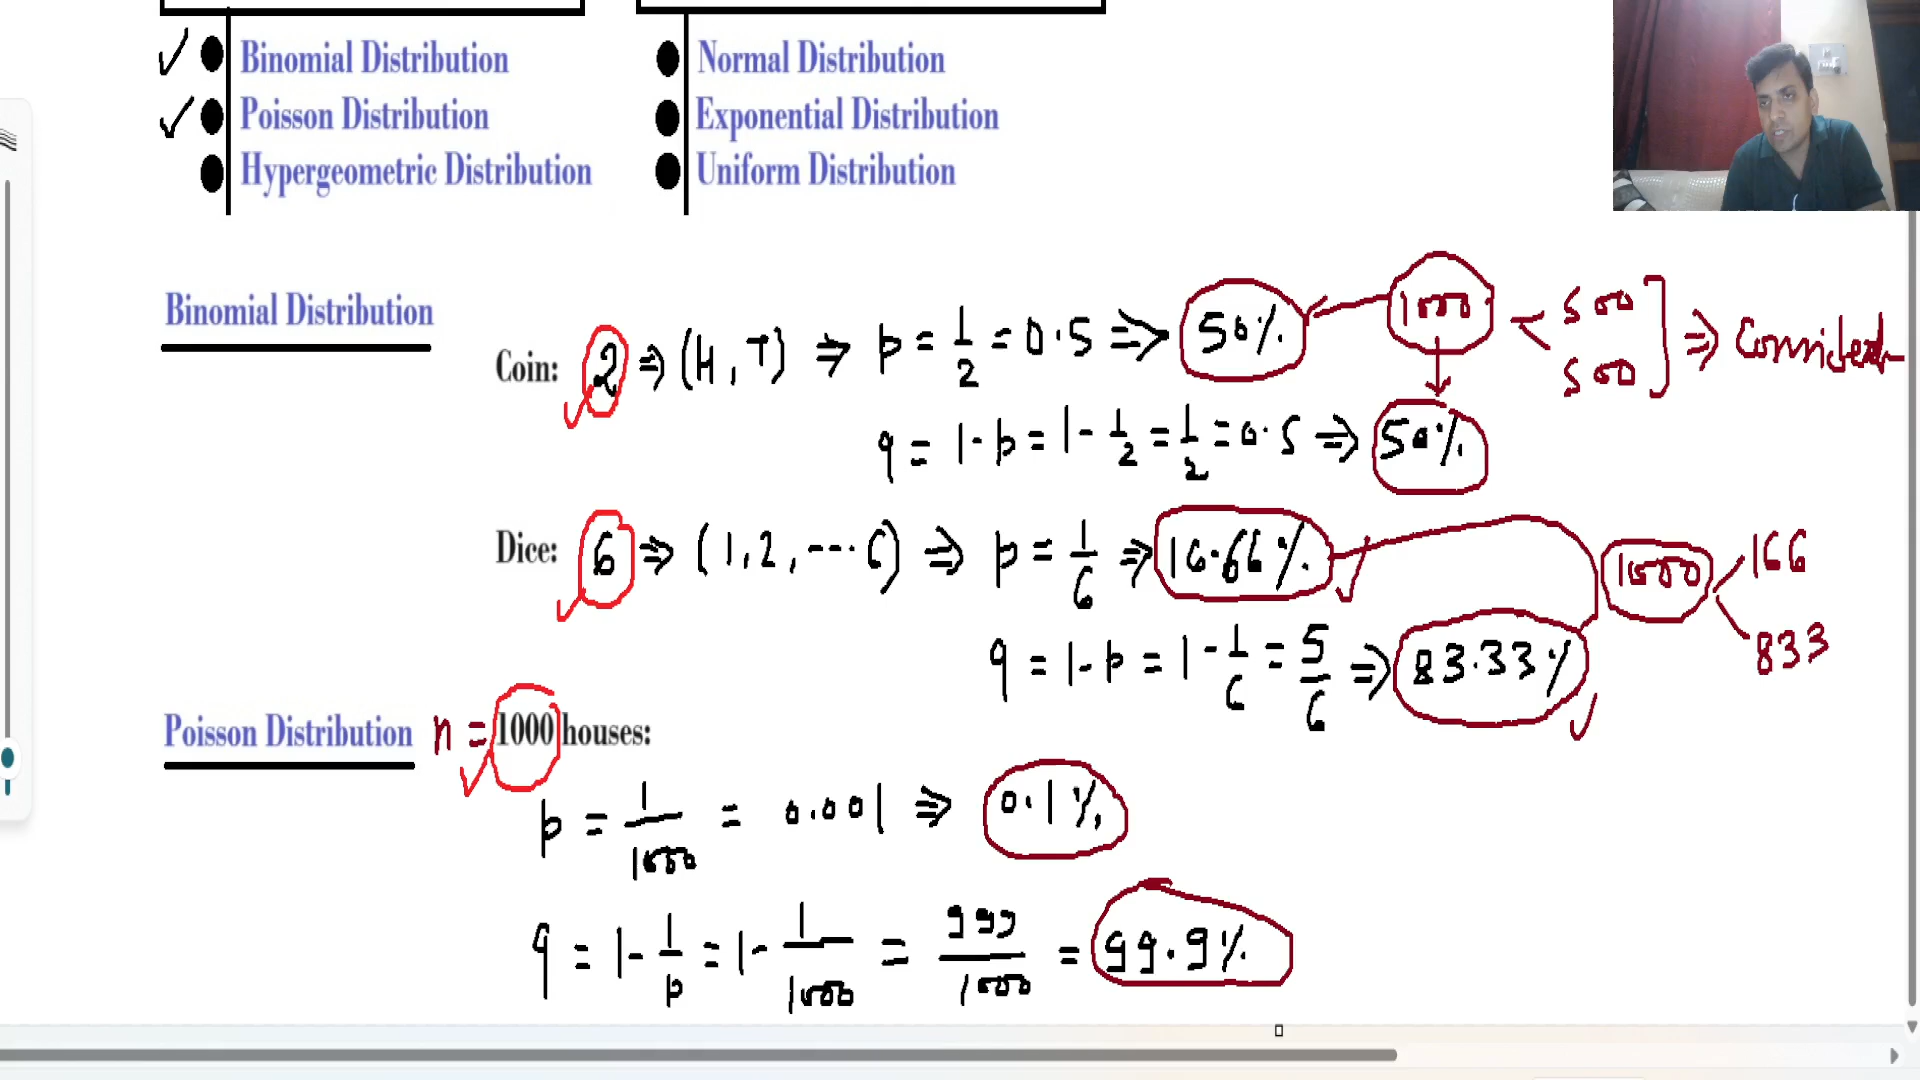 ✓ ● Binomial Distribution
✓ ● Poisson Distribution
● Hypergeometric Distribution
● Normal Distribution
● Exponential Distribution
● Uniform Distribution
Binomial Distribution
Coin: 2 ⇒ (H, T) ⇒ p = 1/2 = 0.5 ⇒ 50% 1000 < 500 500 ] ⇒
q = 1 - p = 1 - 1/2 = 1/2 = 0.5 ⇒ 50%
Dice: 6 ⇒ (1, 2, ---- 6) ⇒ p = 1/6 ⇒ 16.66% 1000 166 833
q = 1 - p = 1 - 1/6 = 5/6 ⇒ 83.33%
Poisson Distribution n = 1000 houses:
p = 1/1000 = 0.001 ⇒ 0.1%
q = 1 - 1/p = 1 - 1/1000 = 999/1000 = 99.9%